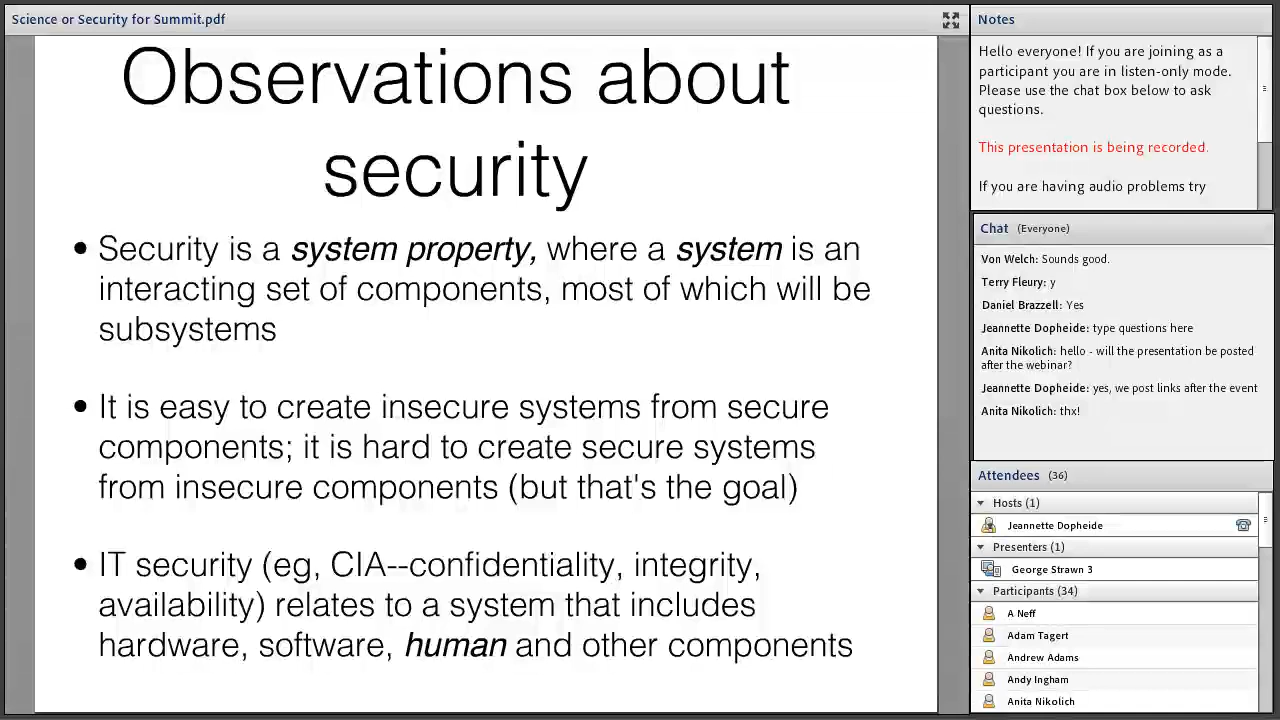 Science or Security for Summit.pdf
Observations about
security
• Security is a system property, where a system is an
interacting set of components, most of which will be
subsystems
• It is easy to create insecure systems from secure
components; it is hard to create secure systems
from insecure components (but that's the goal)
• IT security (eg, CIA--confidentiality, integrity,
availability) relates to a system that includes
hardware, software, human and other components
Notes
Hello everyone! If you are joining as a
participant you are in listen-only mode.
Please use the chat box below to ask
questions.
This presentation is being recorded.
If you are having audio problems try
Chat (Everyone)
Von Welch: Sounds good.
Terry Fleury: y
Daniel Brazzell: Yes
Jeannette Dopheide: type questions here
Anita Nikolich: hello - will the presentation be posted
after the webinar?
Jeannette Dopheide: yes, we post links after the event
Anita Nikolich: thx!
Attendees (36)
Hosts (1)
Jeannette Dopheide
Presenters (1)
George Strawn 3
Participants (34)
A Neff
Adam Tagert
Andrew Adams
Andy Ingham
Anita Nikolich